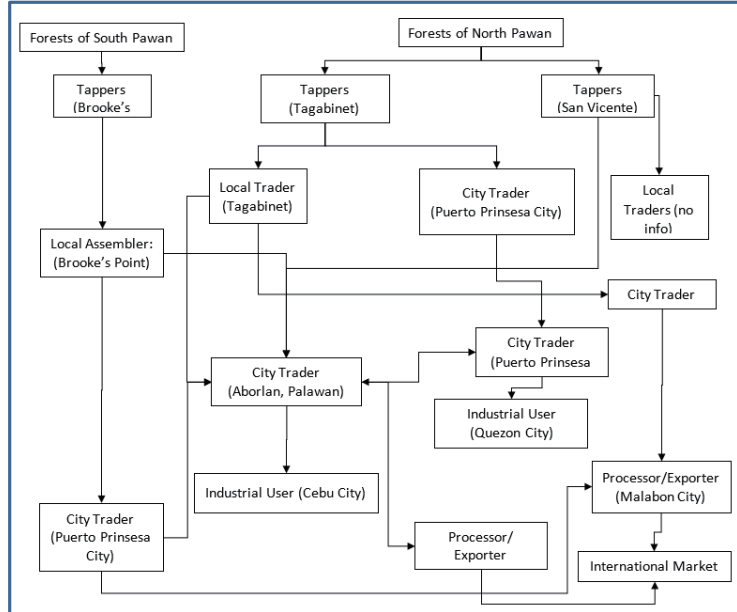 Forests of South Pawan
Forests of North Pawan
Tappers
(Brooke's
Tappers
(Tagabinet)
Tappers
(San Vicente)
Local Trader
(Tagabinet)
City Trader
(Puerto Prinsesa City)
Local
Traders (no
info)
Local Assembler:
(Brooke's Point)
City Trader
City Trader
(Puerto Prinsesa
City Trader
(Aborlan, Palawan)
Industrial User
(Quezon City)
Industrial User (Cebu City)
Processor/Exporter
(Malabon City)
City Trader
(Puerto Prinsesa
City)
Processor/
Exporter
International Market